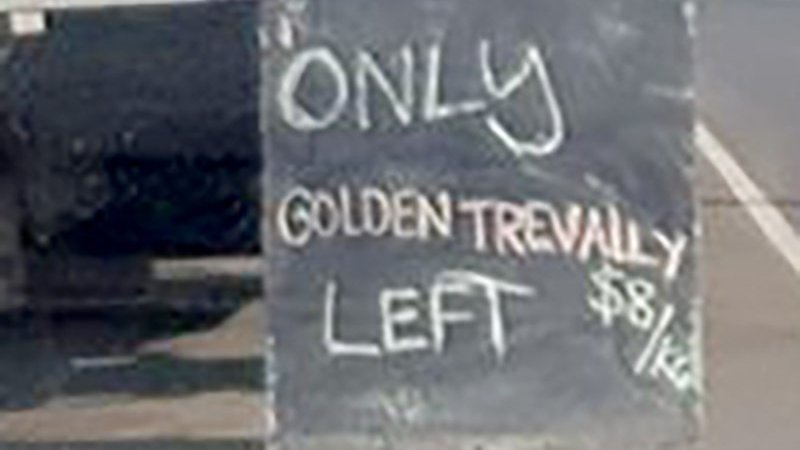 ONLY
GOLDEN TREVALLY
LEFT
$8/KG